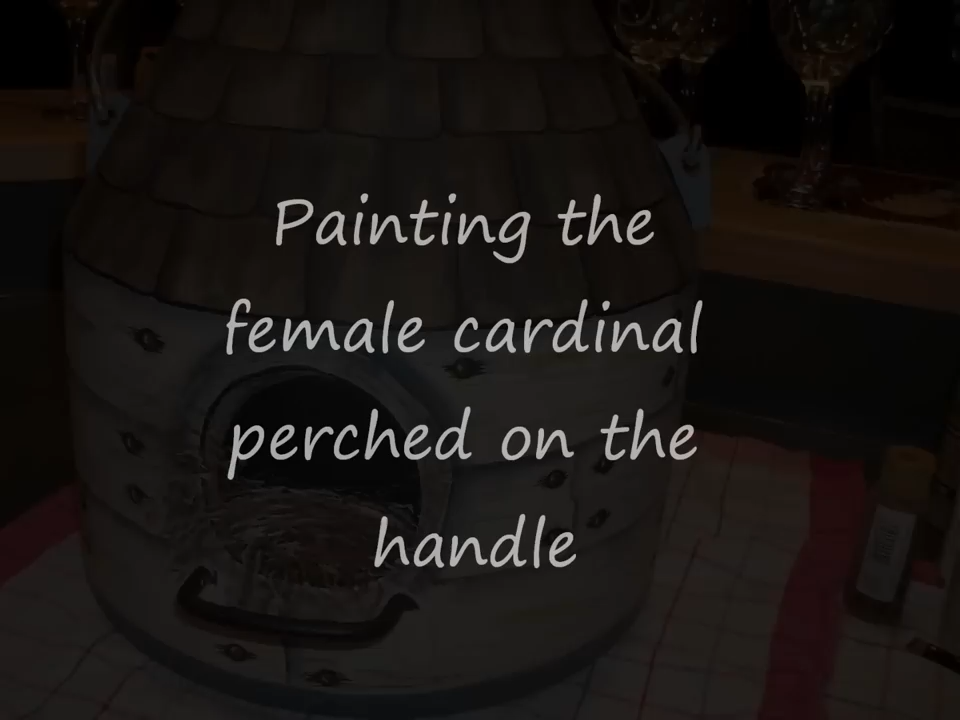 Painting the
female cardinal
perched on the
handle